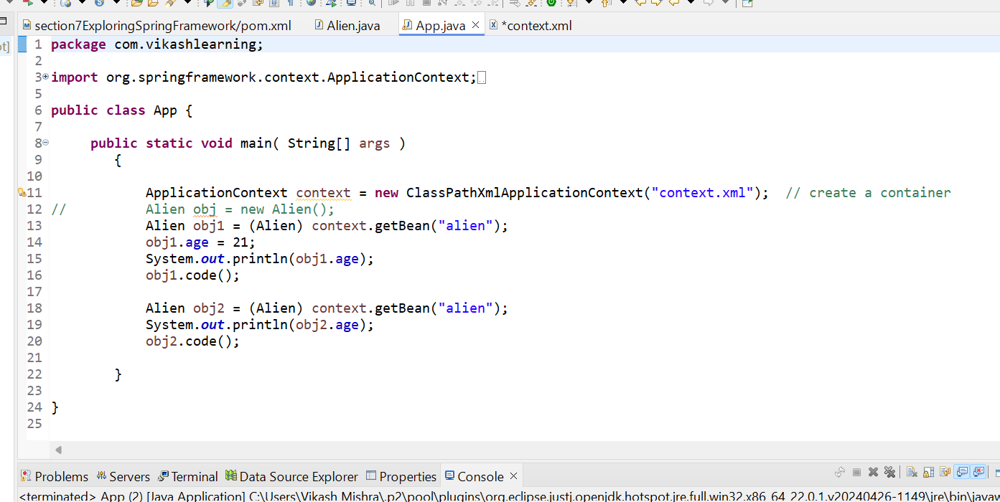 section7ExploringSpringFramework/pom.xml Alien.java App.java *context.xml
ot]
1 package com.vikashlearning;
2
3 import org.springframework.context.ApplicationContext;
5
6 public class App {
7
8 public static void main( String[] args )
9 {
10
11 ApplicationContext context = new ClassPathXmlApplicationContext("context.xml"); // create a container
12 // Alien obj = new Alien();
13 Alien obj1 = (Alien) context.getBean("alien");
14 obj1.age = 21;
15 System.out.println(obj1.age);
16 obj1.code();
17
18 Alien obj2 = (Alien) context.getBean("alien");
19 System.out.println(obj2.age);
20 obj2.code();
21
22 }
23
24 }
25
Problems Servers Terminal Data Source Explorer Properties Console
<terminated> App (2) [Java Application] C:\Users\Vikash Mishra\.p2\pool\plugins\org.eclipse.justj.openjdk.hotspot.jre.full.win32.x86_64_22.0.1.v20240426-1149\jre\bin\javaw